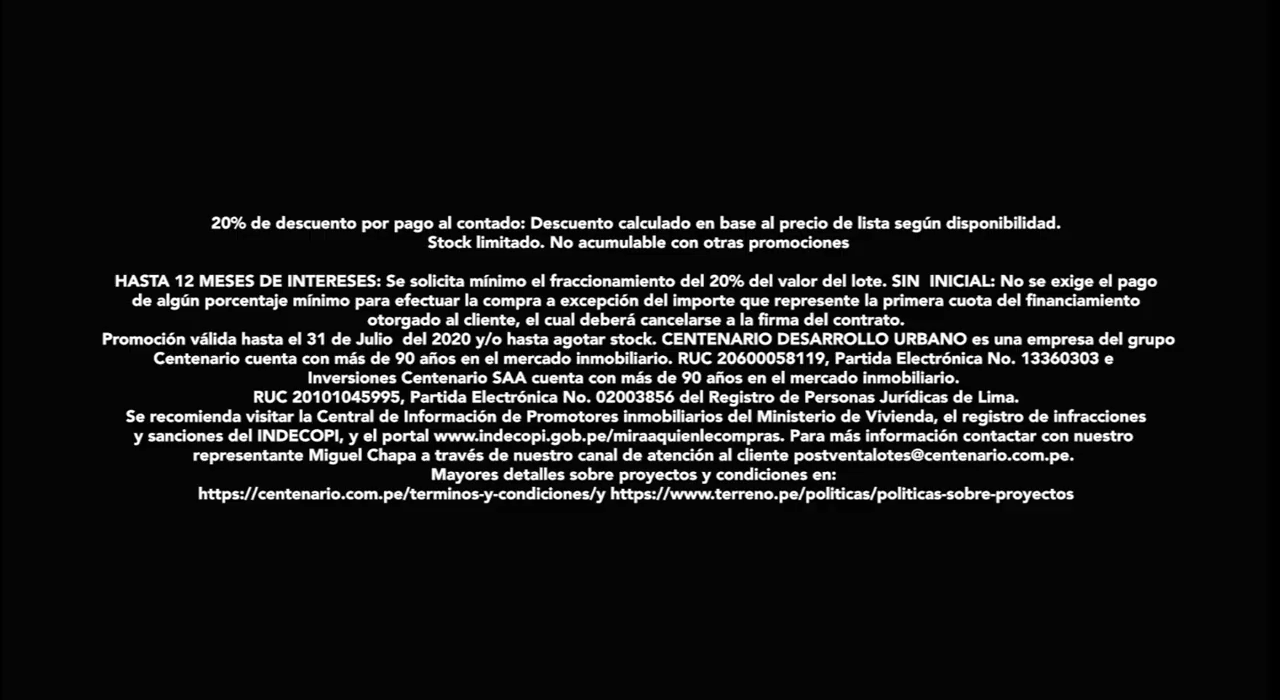 20% de descuento por pago al contado: Descuento calculado en base al precio de lista según disponibilidad.
Stock limitado. No acumulable con otras promociones
HASTA 12 MESES DE INTERESES: Se solicita mínimo el fraccionamiento del 20% del valor del lote. SIN  INICIAL: No se exige el pago
de algún porcentaje mínimo para efectuar la compra a excepción del importe que represente la primera cuota del financiamiento
otorgado al cliente, el cual deberá cancelarse a la firma del contrato.
Promoción válida hasta el 31 de Julio  del 2020 y/o hasta agotar stock. CENTENARIO DESARROLLO URBANO es una empresa del grupo
Centenario cuenta con más de 90 años en el mercado inmobiliario. RUC 20600058119, Partida Electrónica No. 13360303 e
Inversiones Centenario SAA cuenta con más de 90 años en el mercado inmobiliario.
RUC 20101045995, Partida Electrónica No. 02003856 del Registro de Personas Jurídicas de Lima.
Se recomienda visitar la Central de Información de Promotores inmobiliarios del Ministerio de Vivienda, el registro de infracciones
y sanciones del INDECOPI, y el portal www.indecopi.gob.pe/miraaquienlecompras. Para más información contactar con nuestro
representante Miguel Chapa a través de nuestro canal de atención al cliente postventalotes@centenario.com.pe.
Mayores detalles sobre proyectos y condiciones en:
https://centenario.com.pe/terminos-y-condiciones/y https://www.terreno.pe/politicas/politicas-sobre-proyectos